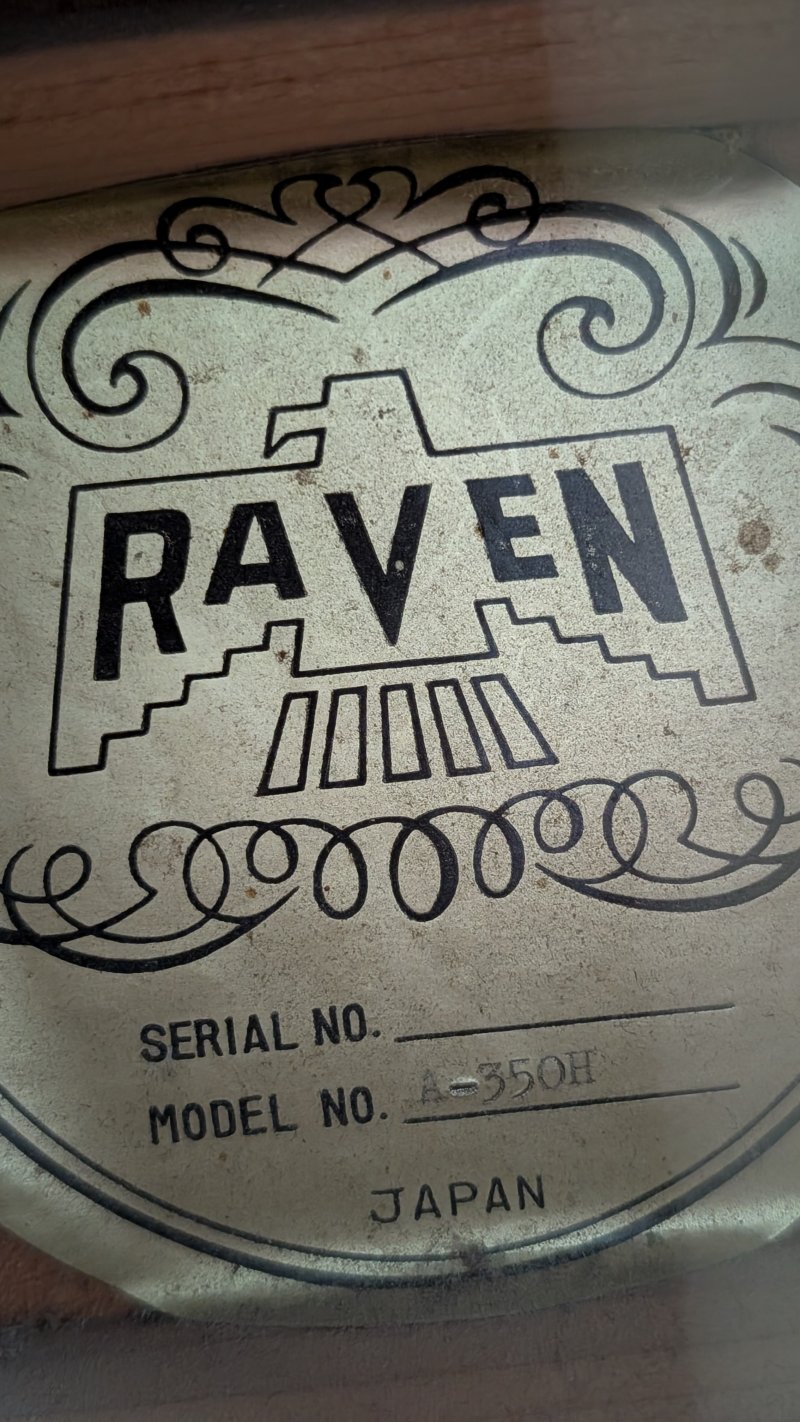 RAVEN
SERIAL NO.
MODEL NO. A-350H
JAPAN